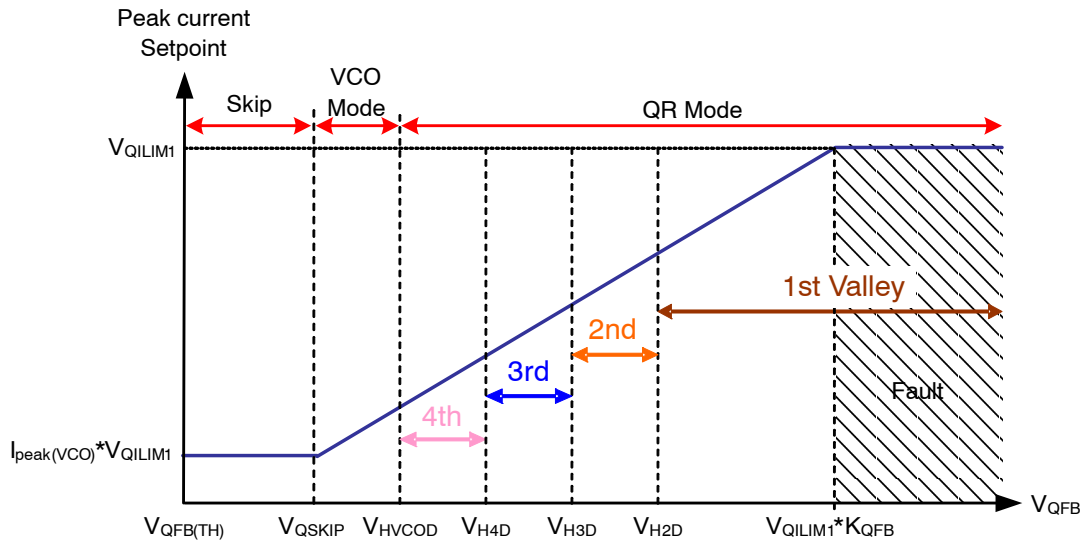 Peak current
Setpoint
VCO
Mode
Skip
QR Mode
VQILIM1
1st Valley
2nd
3rd
Fault
4th
Ipeak(VCO)*VQILIM1
VQFB
VQFB(TH)
VQSKIP
VHVCOD
VH4D
VH3D
VH2D
VQILIM1*KQFB